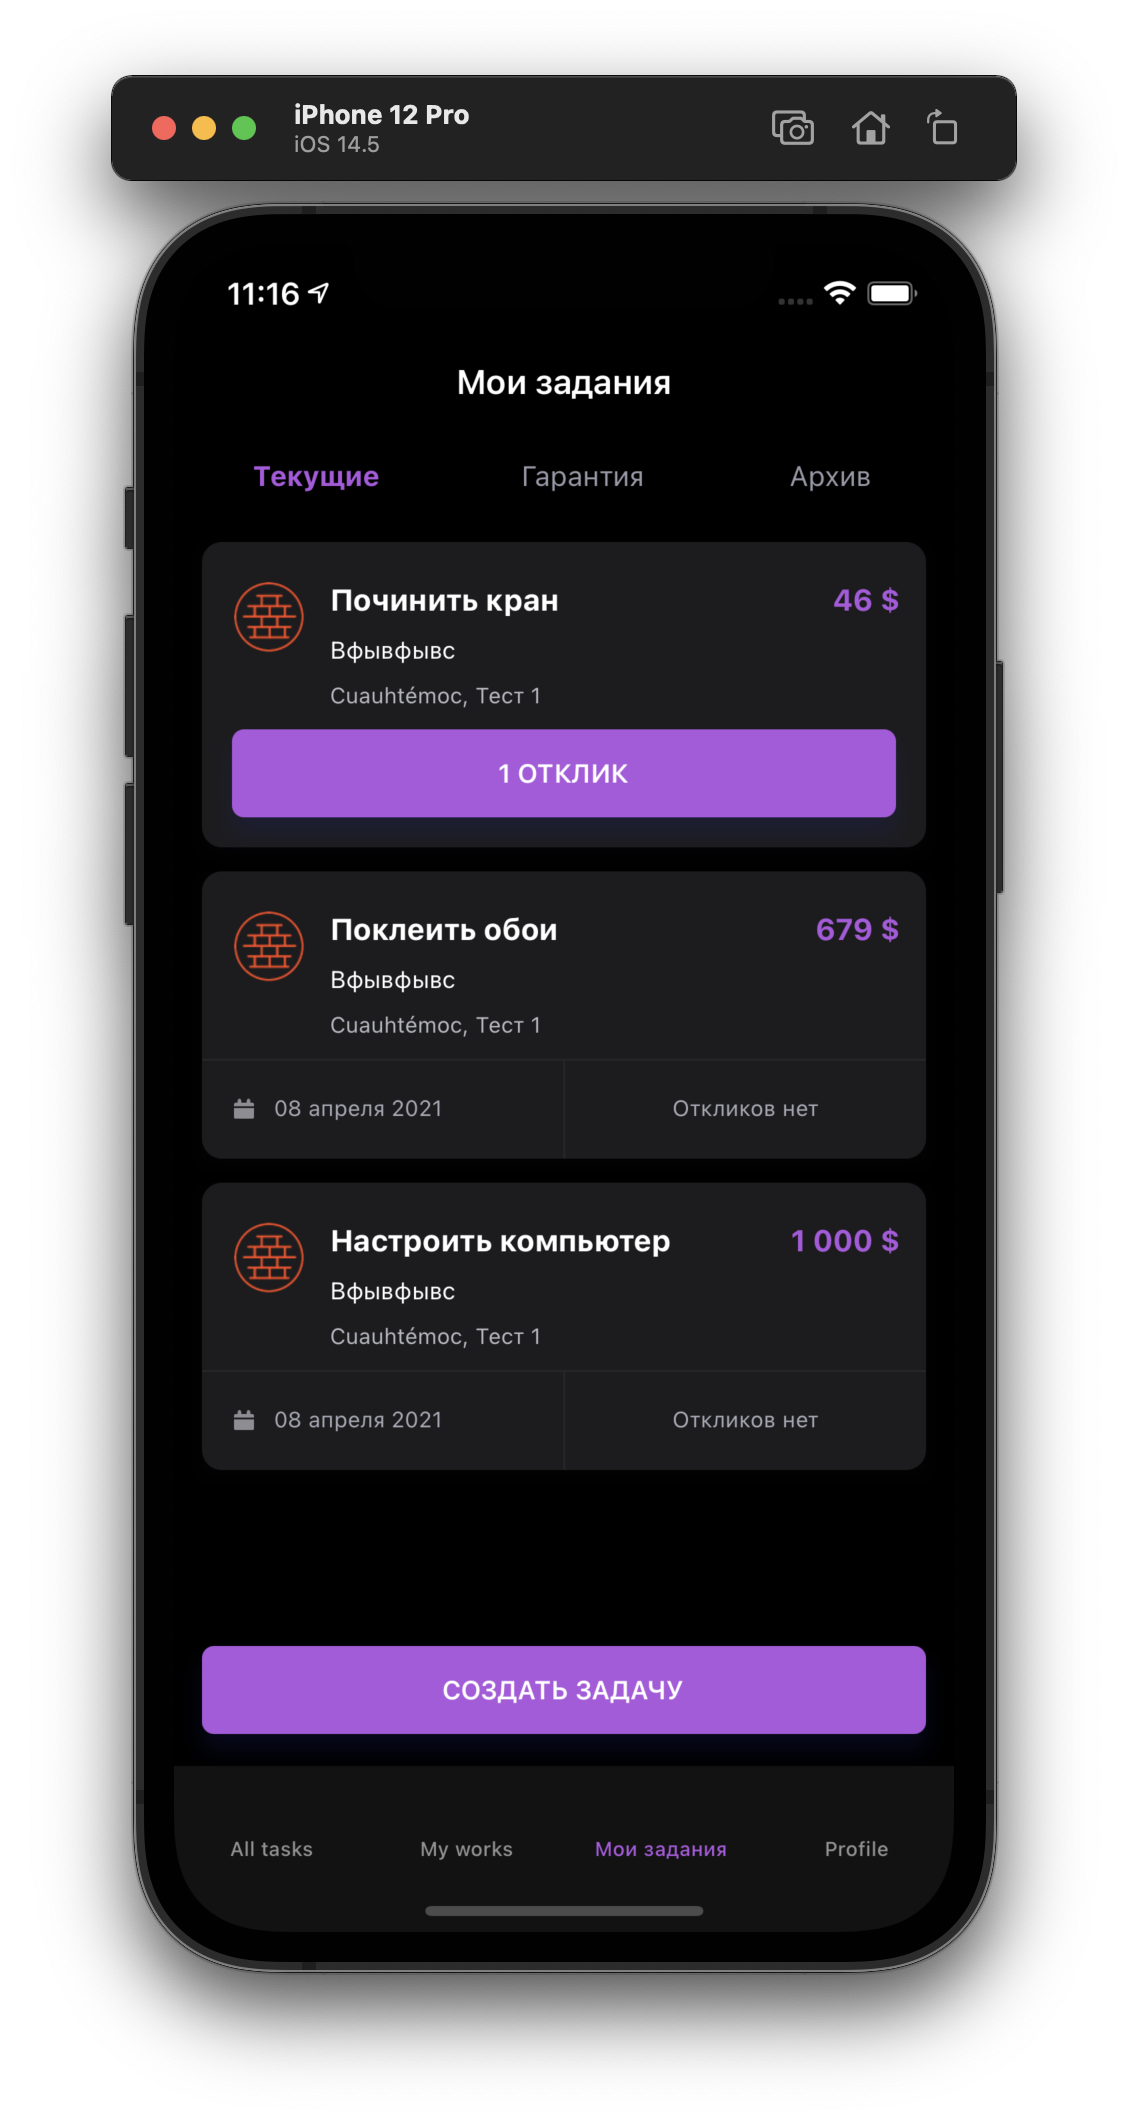 iPhone 12 Pro
iOS 14.5
11:16
Мои задания
Текущие Гарантия Архив
Починить кран 46 $
Вфывфывс
Cuauhtémoc, Тест 1
1 ОТКЛИК
Поклеить обои 679 $
Вфывфывс
Cuauhtémoc, Тест 1
08 апреля 2021 Откликов нет
Настроить компьютер 1 000 $
Вфывфывс
Cuauhtémoc, Тест 1
08 апреля 2021 Откликов нет
СОЗДАТЬ ЗАДАЧУ
All tasks My works Мои задания Profile